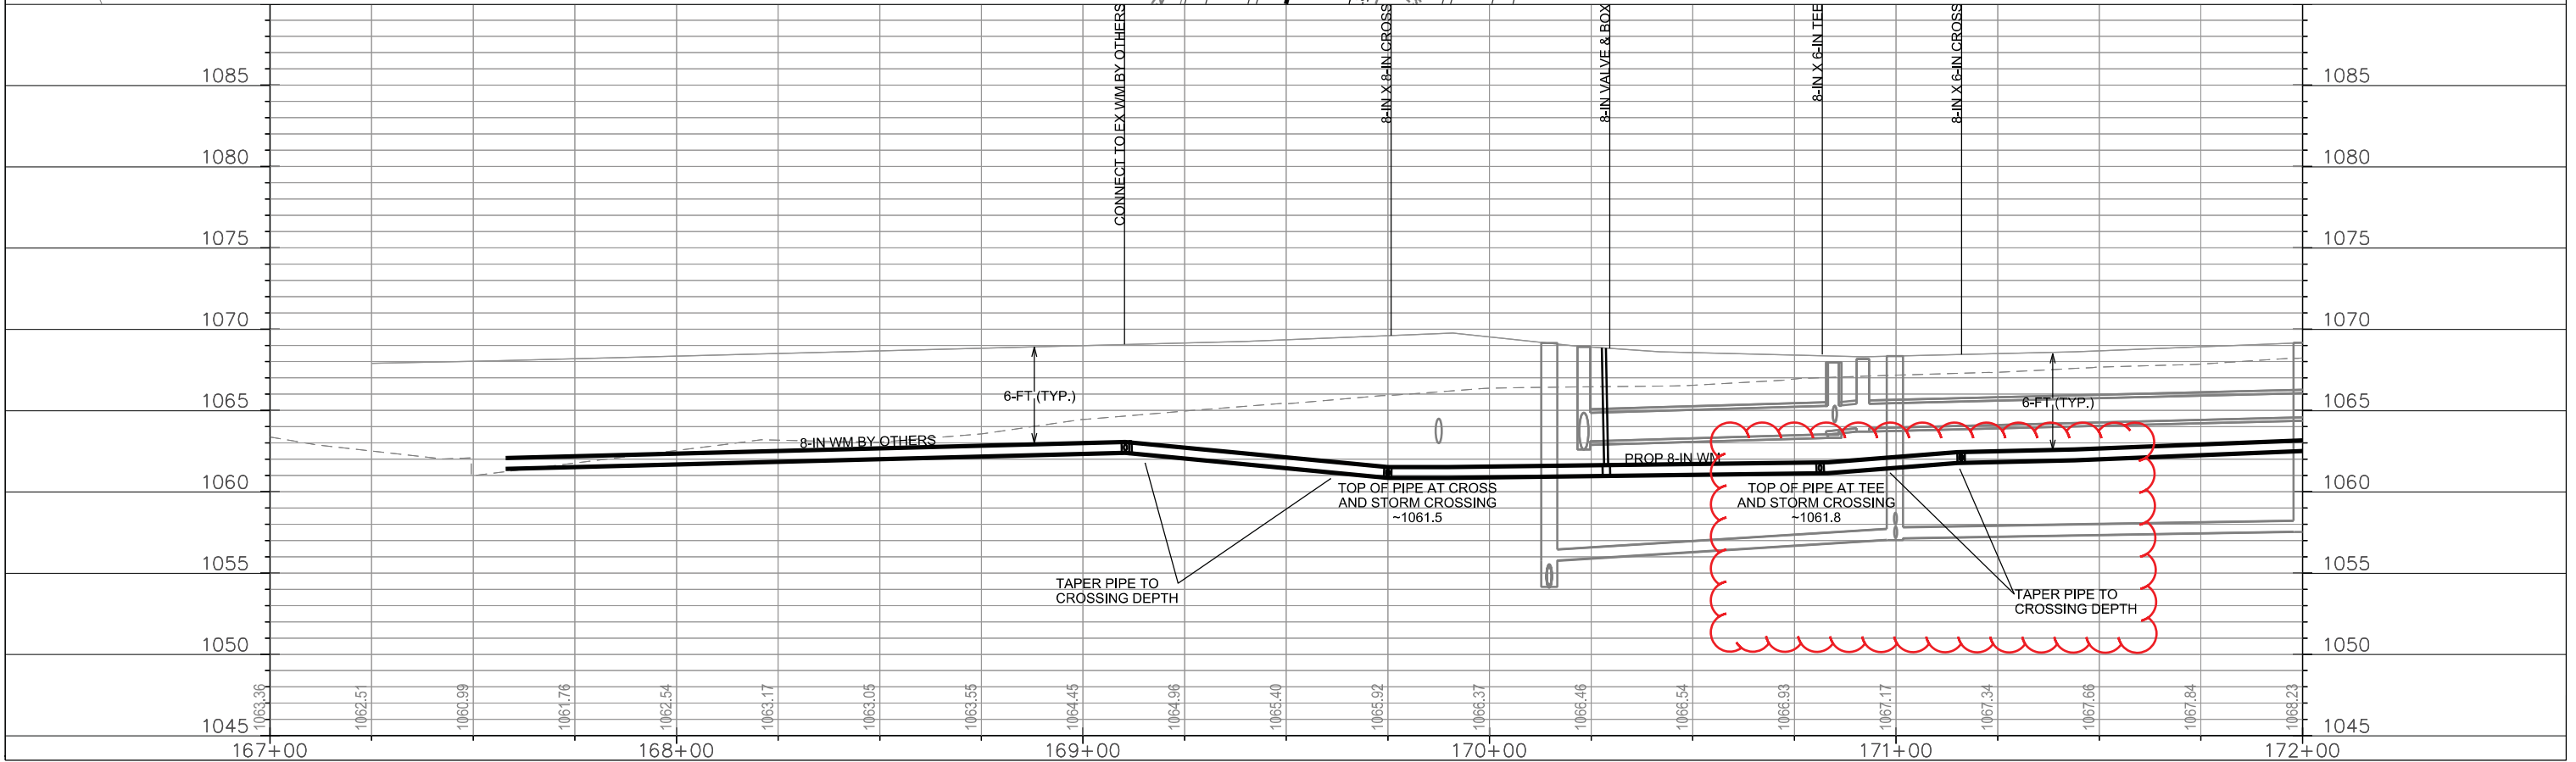 CONNECT TO EX WM BY OTHERS
8-IN X 8-IN CROSS
8-IN VALVE & BOX
8-IN X 6-IN TEE
8-IN X 6-IN CROSS
1085
1085
1080
1080
1075
1075
1070
1070
1065
6-FT (TYP.)
6-FT (TYP.)
1065
8-IN WM BY OTHERS
PROP 8-IN WM
1060
TOP OF PIPE AT CROSS
AND STORM CROSSING
~1061.5
TOP OF PIPE AT TEE
AND STORM CROSSING
~1061.8
1060
1055
1055
TAPER PIPE TO
CROSSING DEPTH
TAPER PIPE TO
CROSSING DEPTH
1050
1050
1063.36
1062.51
1060.99
1061.76
1062.54
1063.17
1063.05
1063.55
1064.45
1064.96
1065.40
1065.92
1066.37
1066.46
1066.54
1066.93
1067.17
1067.34
1067.66
1067.84
1068.23
1045
1045
167+00
168+00
169+00
170+00
171+00
172+00